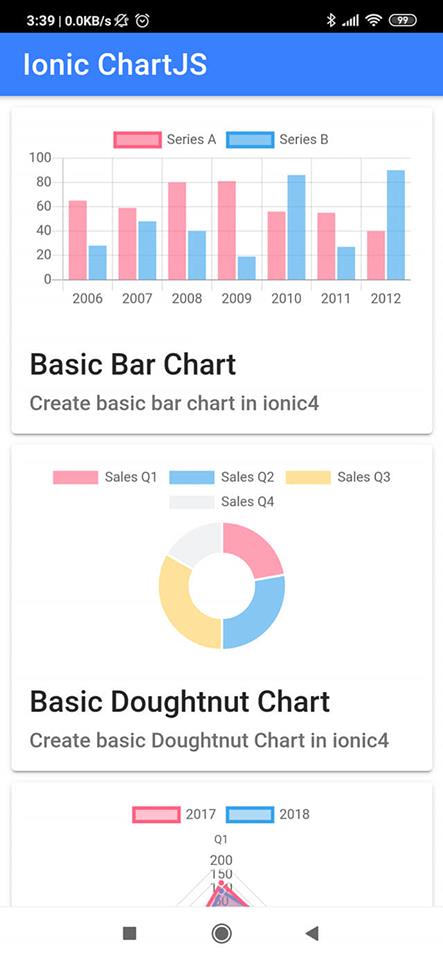 3:39 | 0.0KB/s
99
Ionic ChartJS
Series A Series B
100
80
60
40
20
0
2006 2007 2008 2009 2010 2011 2012
Basic Bar Chart
Create basic bar chart in ionic4
Sales Q1 Sales Q2 Sales Q3
Sales Q4
Basic Doughtnut Chart
Create basic Doughtnut Chart in ionic4
2017 2018
Q1
200
150